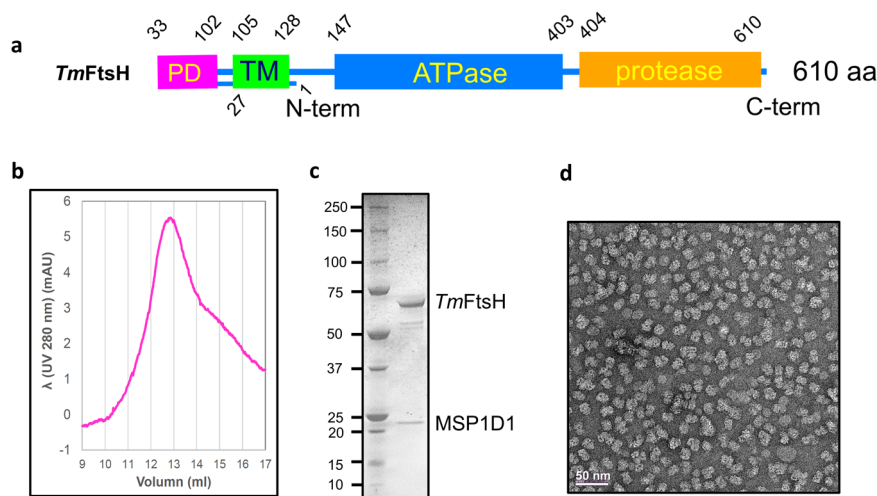 a
33 102 105 128 147 403 404 610
TmFtsH PD TM ATPase protease 610 aa
27 1 N-term C-term
b
6
5
4
3
2
1
0
-1
λ (UV 280 nm) (mAU)
9 10 11 12 13 14 15 16 17
Volumn (ml)
c
250
150
100
75
50
37
25
20
15
10
TmFtsH
MSP1D1
d
50 nm